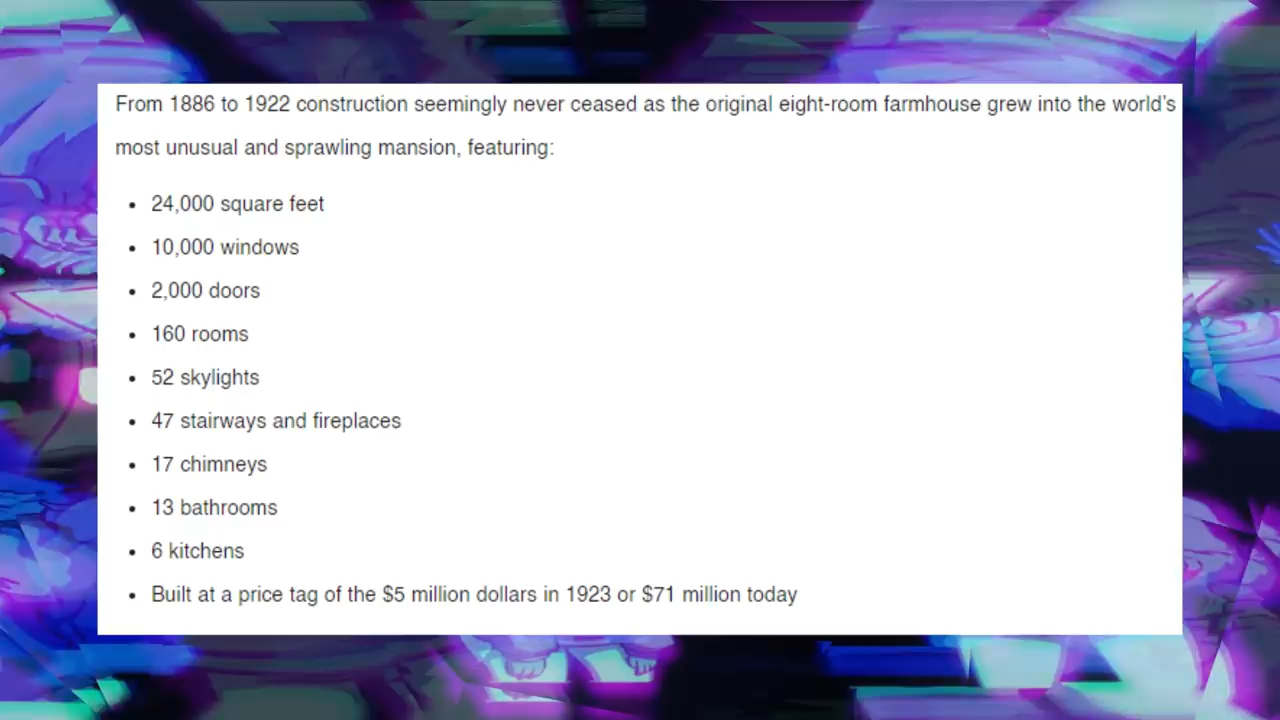 From 1886 to 1922 construction seemingly never ceased as the original eight-room farmhouse grew into the world’s
most unusual and sprawling mansion, featuring:
• 24,000 square feet
• 10,000 windows
• 2,000 doors
• 160 rooms
• 52 skylights
• 47 stairways and fireplaces
• 17 chimneys
• 13 bathrooms
• 6 kitchens
• Built at a price tag of the $5 million dollars in 1923 or $71 million today